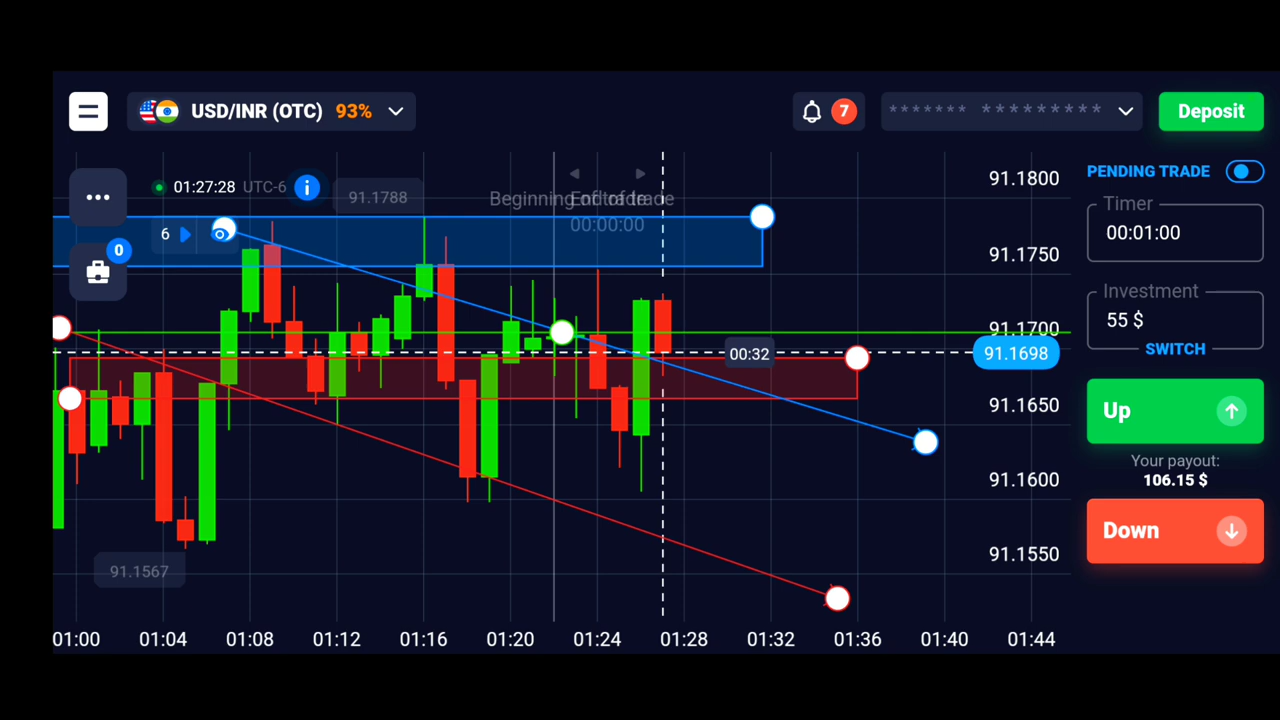 USD/INR (OTC) 93%
7
******* *********
Deposit
01:27:28 UTC-6
91.1788
Beginning of trade
End of trade
00:00:00
6
0
00:32
91.1567
91.1800
91.1750
91.1700
91.1698
91.1650
91.1600
91.1550
01:00 01:04 01:08 01:12 01:16 01:20 01:24 01:28 01:32 01:36 01:40 01:44
PENDING TRADE
Timer
00:01:00
Investment
55 $
SWITCH
Up
Your payout:
106.15 $
Down